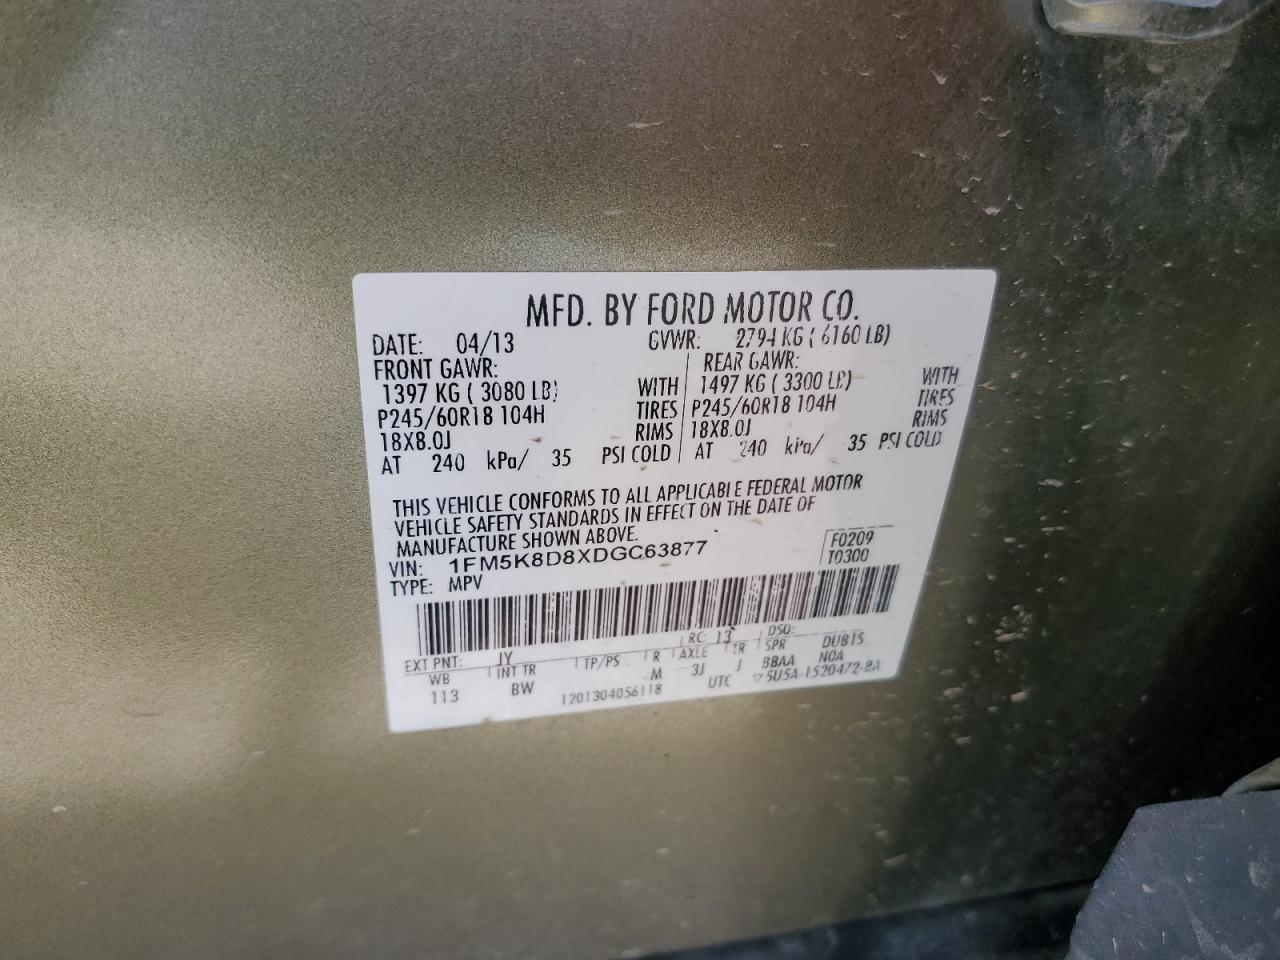 MFD. BY FORD MOTOR CO.
DATE: 04/13 GVWR: 2794 KG ( 6160 LB)
FRONT GAWR: REAR GAWR:
1397 KG ( 3080 LB) WITH 1497 KG ( 3300 LB) WITH
P245/60R18 104H TIRES P245/60R18 104H TIRES
18X8.0J RIMS 18X8.0J RIMS
AT 240 kPa/ 35 PSI COLD AT 240 kPa/ 35 PSI COLD
THIS VEHICLE CONFORMS TO ALL APPLICABLE FEDERAL MOTOR
VEHICLE SAFETY STANDARDS IN EFFECT ON THE DATE OF
MANUFACTURE SHOWN ABOVE.
VIN: 1FM5K8D8XDGC63877 F0209
TYPE: MPV T0300
EXT PNT: JY RC: 13 DSO:
WB INT TR TP/PS R AXLE TR SPR DUB1S
113 BW M 3J J BBAA NOA
1201304056118 UTC ▽5U5A-1520472-BA